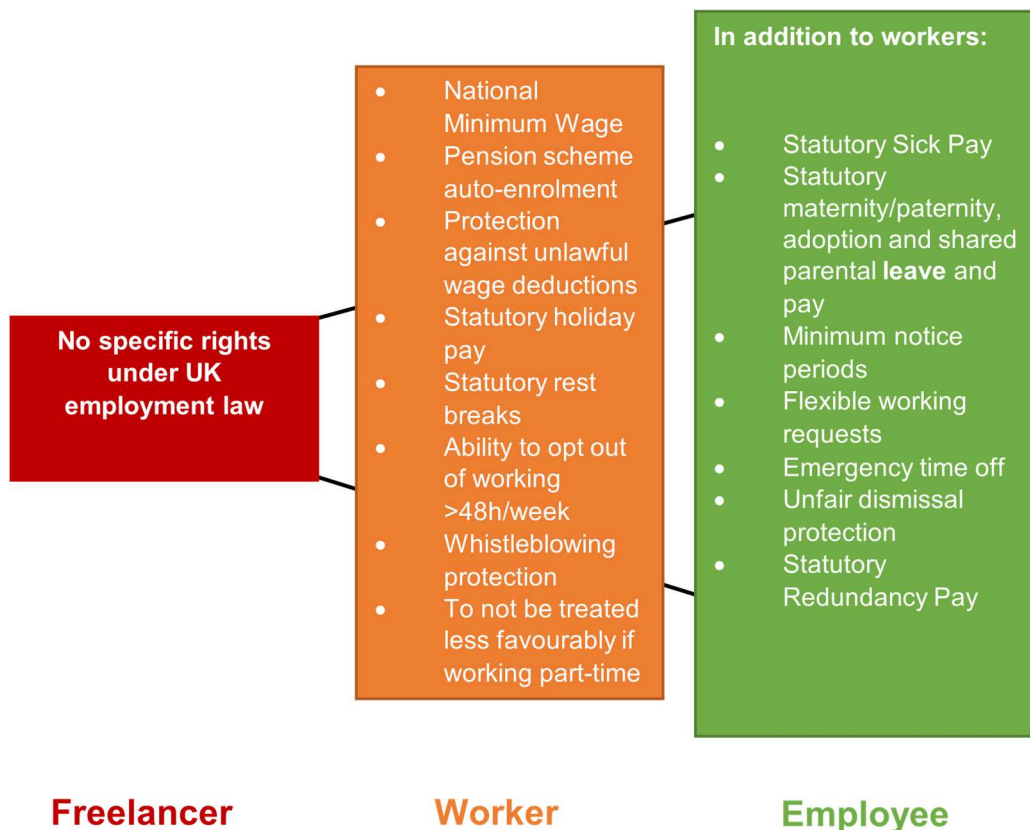 No specific rights
under UK
employment law
• National
Minimum Wage
• Pension scheme
auto-enrolment
• Protection
against unlawful
wage deductions
• Statutory holiday
pay
• Statutory rest
breaks
• Ability to opt out
of working
>48h/week
• Whistleblowing
protection
• To not be treated
less favourably if
working part-time
In addition to workers:
• Statutory Sick Pay
• Statutory
maternity/paternity,
adoption and shared
parental leave and
pay
• Minimum notice
periods
• Flexible working
requests
• Emergency time off
• Unfair dismissal
protection
• Statutory
Redundancy Pay
Freelancer
Worker
Employee